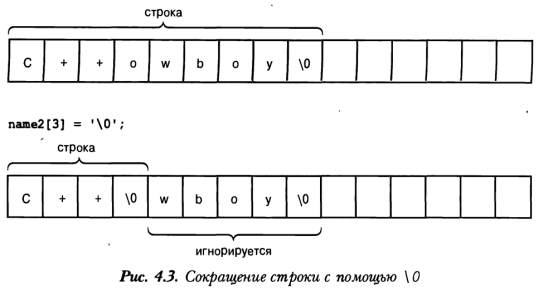 строка
C + + o w b o y \0
name2[3] = '\0';
строка
C + + \0 w b o y \0
игнорируется
Рис. 4.3. Сокращение строки с помощью \0